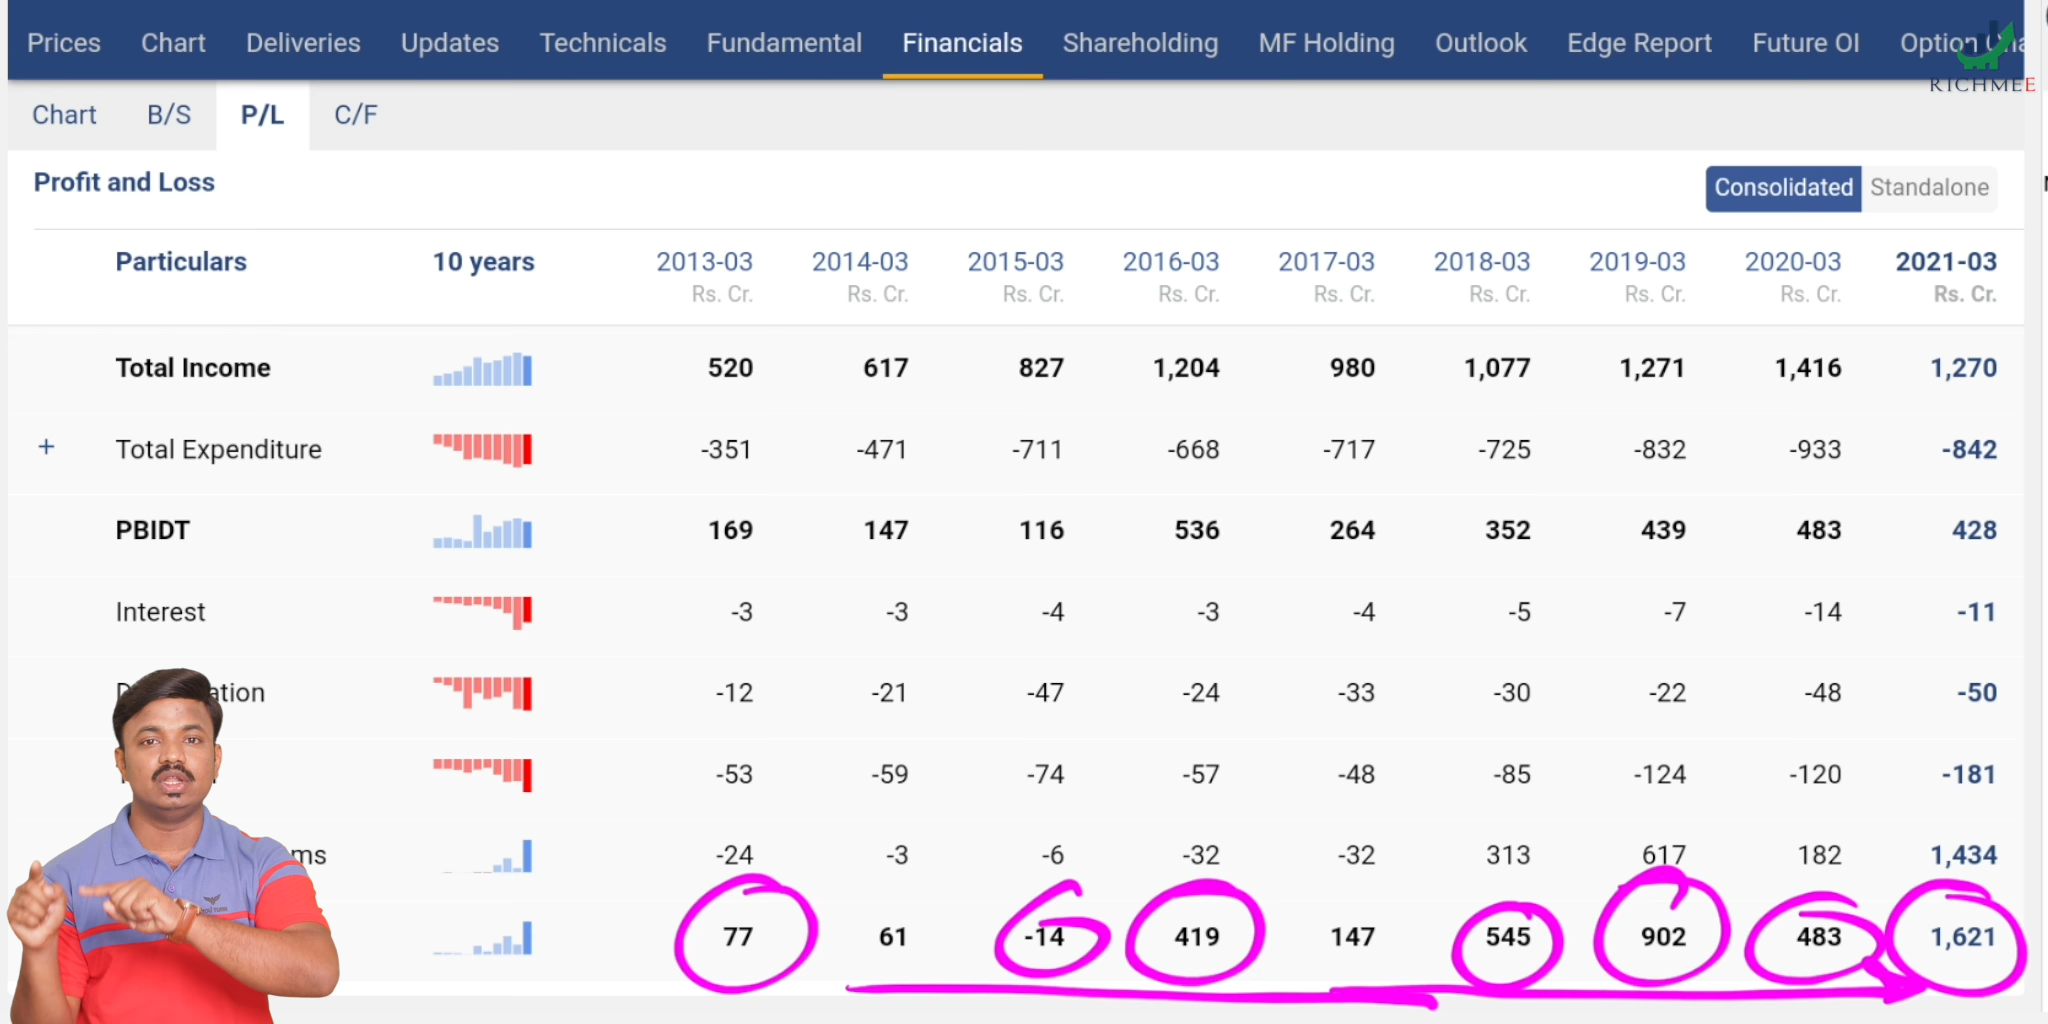 Prices Chart Deliveries Updates Technicals Fundamental Financials Shareholding MF Holding Outlook Edge Report Future OI Option
RICHMEE
Chart B/S P/L C/F
Profit and Loss
Consolidated Standalone
Particulars 10 years 2013-03 2014-03 2015-03 2016-03 2017-03 2018-03 2019-03 2020-03 2021-03
Rs. Cr. Rs. Cr. Rs. Cr. Rs. Cr. Rs. Cr. Rs. Cr. Rs. Cr. Rs. Cr. Rs. Cr.
Total Income 520 617 827 1,204 980 1,077 1,271 1,416 1,270
+ Total Expenditure -351 -471 -711 -668 -717 -725 -832 -933 -842
PBIDT 169 147 116 536 264 352 439 483 428
Interest -3 -3 -4 -3 -4 -5 -7 -14 -11
-12 -21 -47 -24 -33 -30 -22 -48 -50
-53 -59 -74 -57 -48 -85 -124 -120 -181
-24 -3 -6 -32 -32 313 617 182 1,434
77 61 -14 419 147 545 902 483 1,621